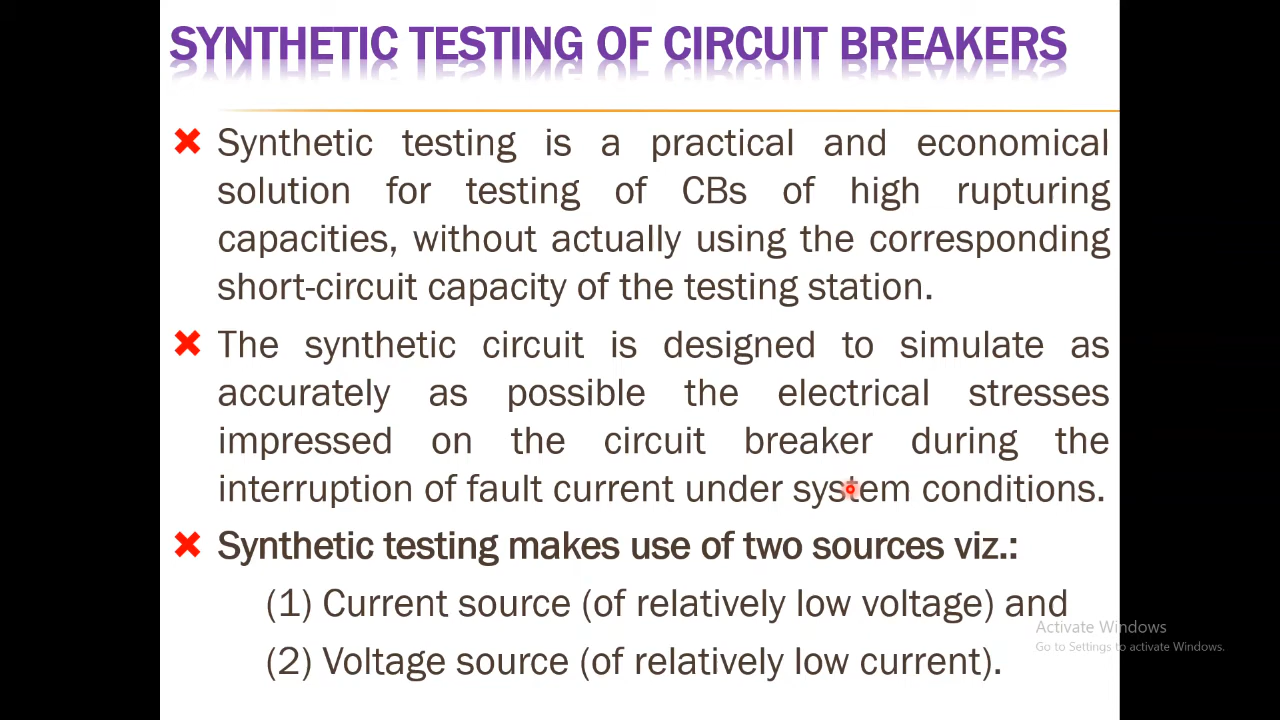 SYNTHETIC TESTING OF CIRCUIT BREAKERS
Synthetic testing is a practical and economical
solution for testing of CBs of high rupturing
capacities, without actually using the corresponding
short-circuit capacity of the testing station.
The synthetic circuit is designed to simulate as
accurately as possible the electrical stresses
impressed on the circuit breaker during the
interruption of fault current under system conditions.
Synthetic testing makes use of two sources viz.:
(1) Current source (of relatively low voltage) and
(2) Voltage source (of relatively low current).
Activate Windows
Go to Settings to activate Windows.